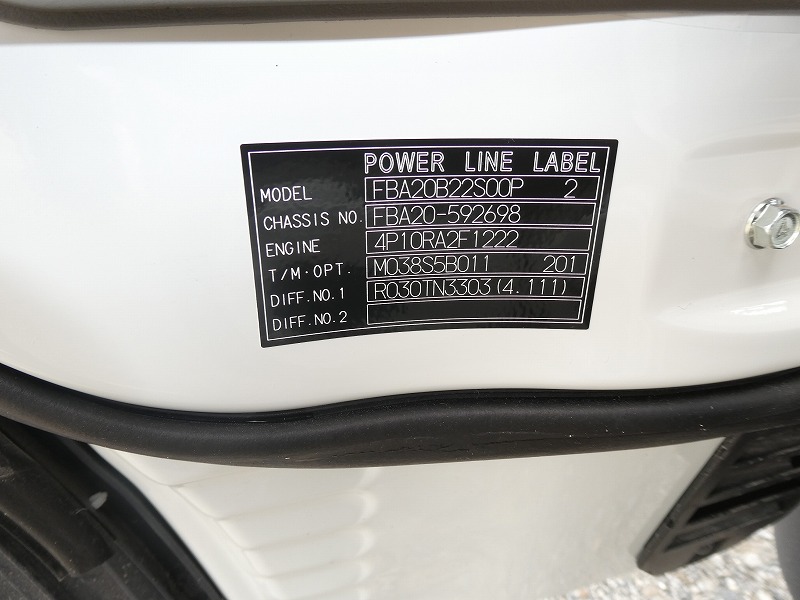 POWER LINE LABEL
MODEL FBA20B22S00P 2
CHASSIS NO. FBA20-592698
ENGINE 4P10RA2F1222
T/M·OPT. M038S5B011 201
DIFF.NO.1 R030TN3303(4.111)
DIFF.NO.2